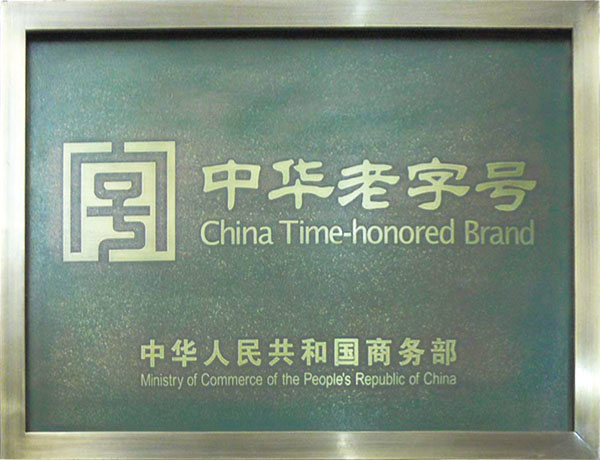 中华老字号
China Time-honored Brand
中华人民共和国商务部
Ministry of Commerce of the People's Republic of China